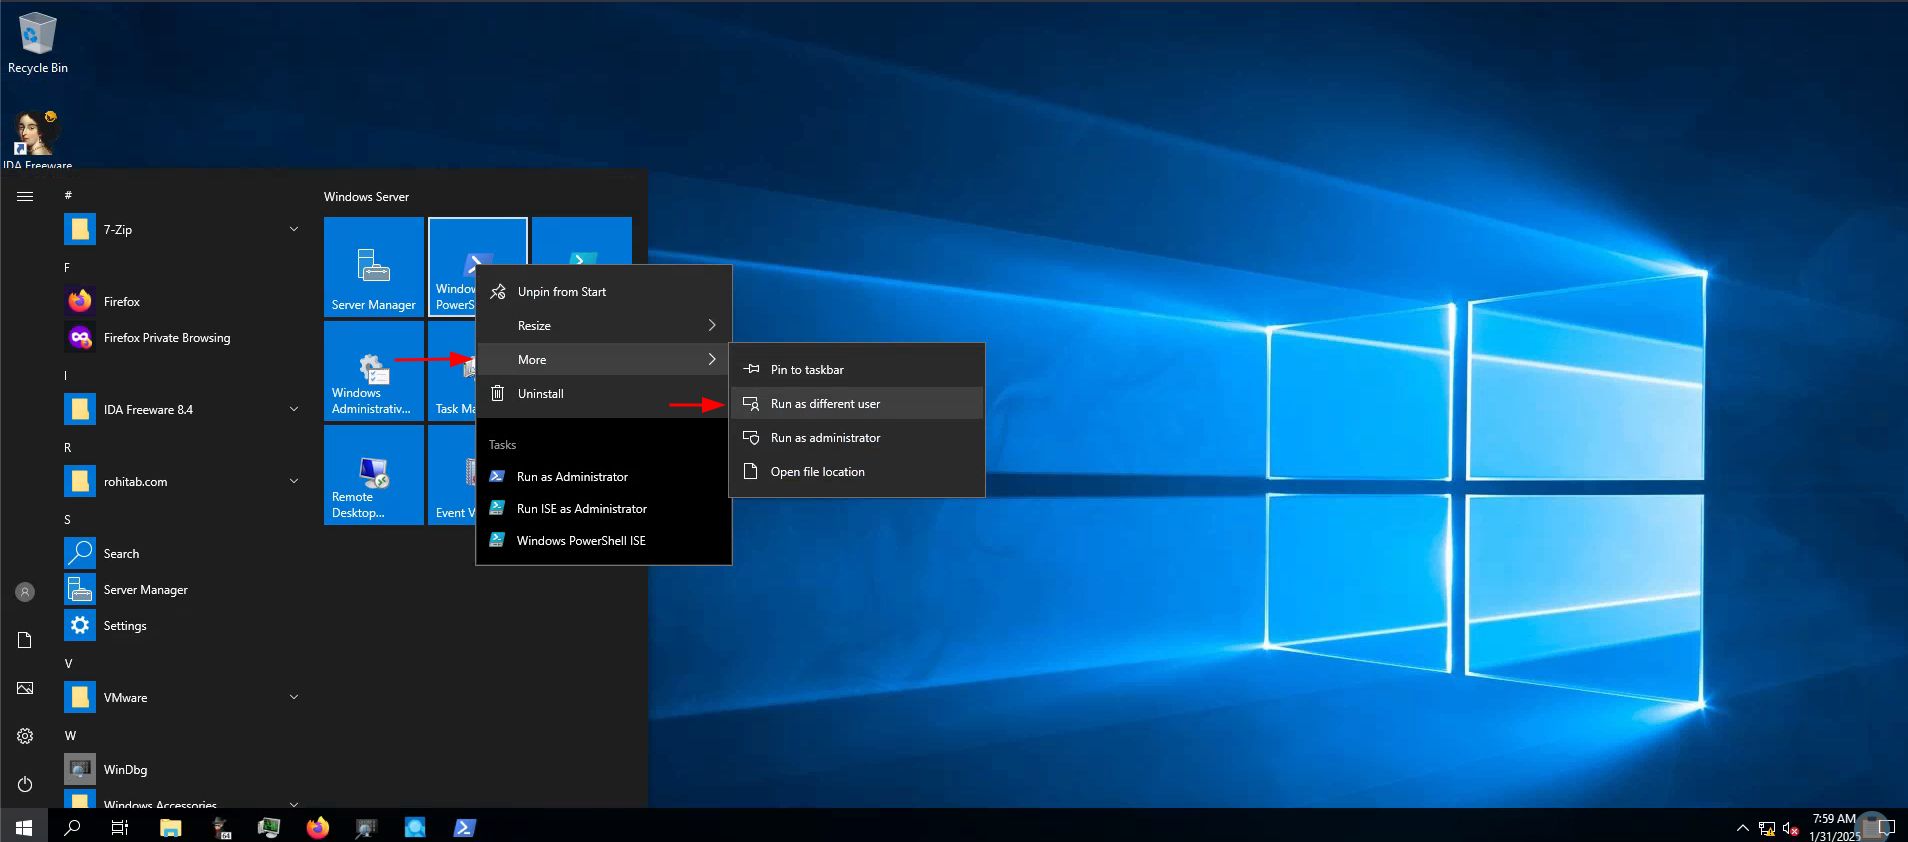 Recycle Bin
IDA Freeware
#
7-Zip
F
Firefox
Firefox Private Browsing
I
IDA Freeware 8.4
R
rohitab.com
S
Search
Server Manager
Settings
V
VMware
W
WinDbg
Windows Accessories
Windows Server
Server Manager
Window
PowerS
Windows
Administrativ...
Task Ma
Remote
Desktop...
Event V
Unpin from Start
Resize
More
Uninstall
Tasks
Run as Administrator
Run ISE as Administrator
Windows PowerShell ISE
Pin to taskbar
Run as different user
Run as administrator
Open file location
64
7:59 AM
1/31/2025